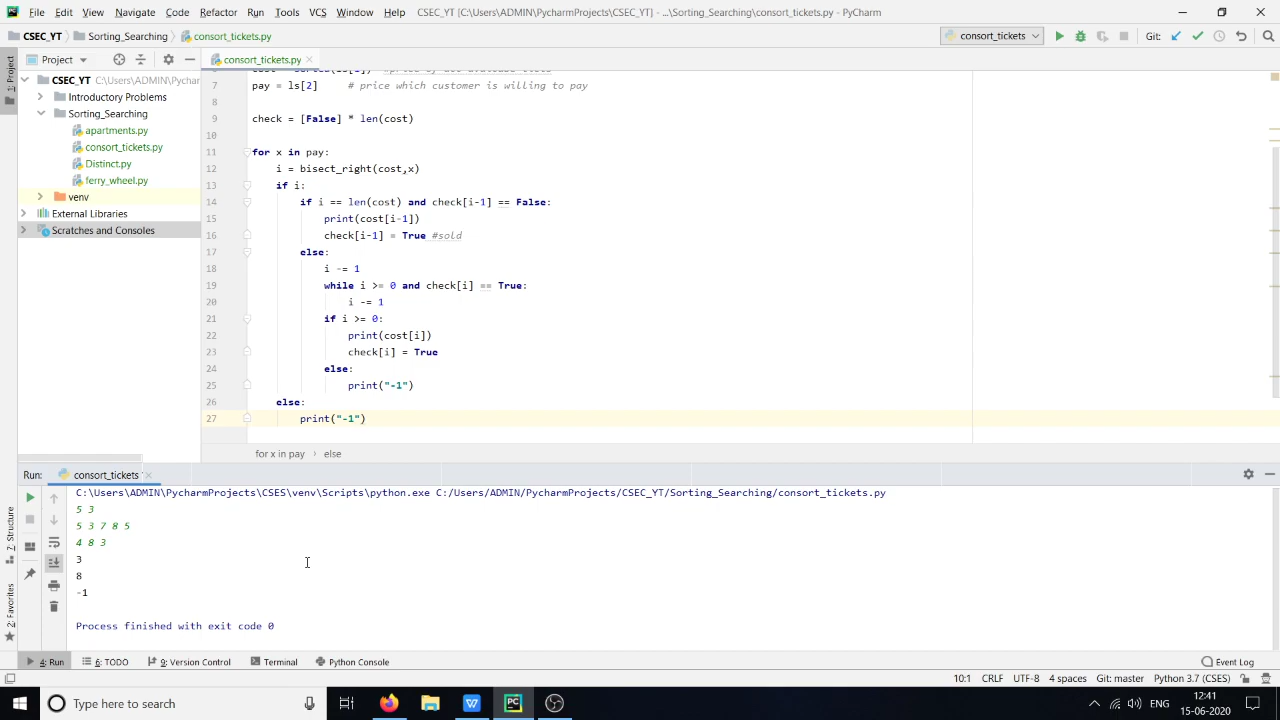 File Edit View Navigate Code Refactor Run Tools VCS Window Help CSEC_YT [C:\Users\ADMIN\PycharmProjects\CSEC_YT] - ...\Sorting_Searching\consort_tickets.py - PyCharm
CSEC_YT Sorting_Searching consort_tickets.py consort_tickets Git:
Project consort_tickets.py
1: Project
CSEC_YT C:\Users\ADMIN\Pychar
Introductory Problems
Sorting_Searching
apartments.py
consort_tickets.py
Distinct.py
ferry_wheel.py
venv
External Libraries
Scratches and Consoles
7 pay = ls[2] # price which customer is willing to pay
8
9 check = [False] * len(cost)
10
11 for x in pay:
12 i = bisect_right(cost,x)
13 if i:
14 if i == len(cost) and check[i-1] == False:
15 print(cost[i-1])
16 check[i-1] = True #sold
17 else:
18 i -= 1
19 while i >= 0 and check[i] == True:
20 i -= 1
21 if i >= 0:
22 print(cost[i])
23 check[i] = True
24 else:
25 print("-1")
26 else:
27 print("-1")
for x in pay › else
Run: consort_tickets
C:\Users\ADMIN\PycharmProjects\CSES\venv\Scripts\python.exe C:/Users/ADMIN/PycharmProjects/CSEC_YT/Sorting_Searching/consort_tickets.py
5 3
5 3 7 8 5
4 8 3
3
8
-1
Process finished with exit code 0
7: Structure
2: Favorites
4: Run 6: TODO 9: Version Control Terminal Python Console Event Log
10:1 CRLF UTF-8 4 spaces Git: master Python 3.7 (CSES)
Type here to search
ENG
12:41
15-06-2020